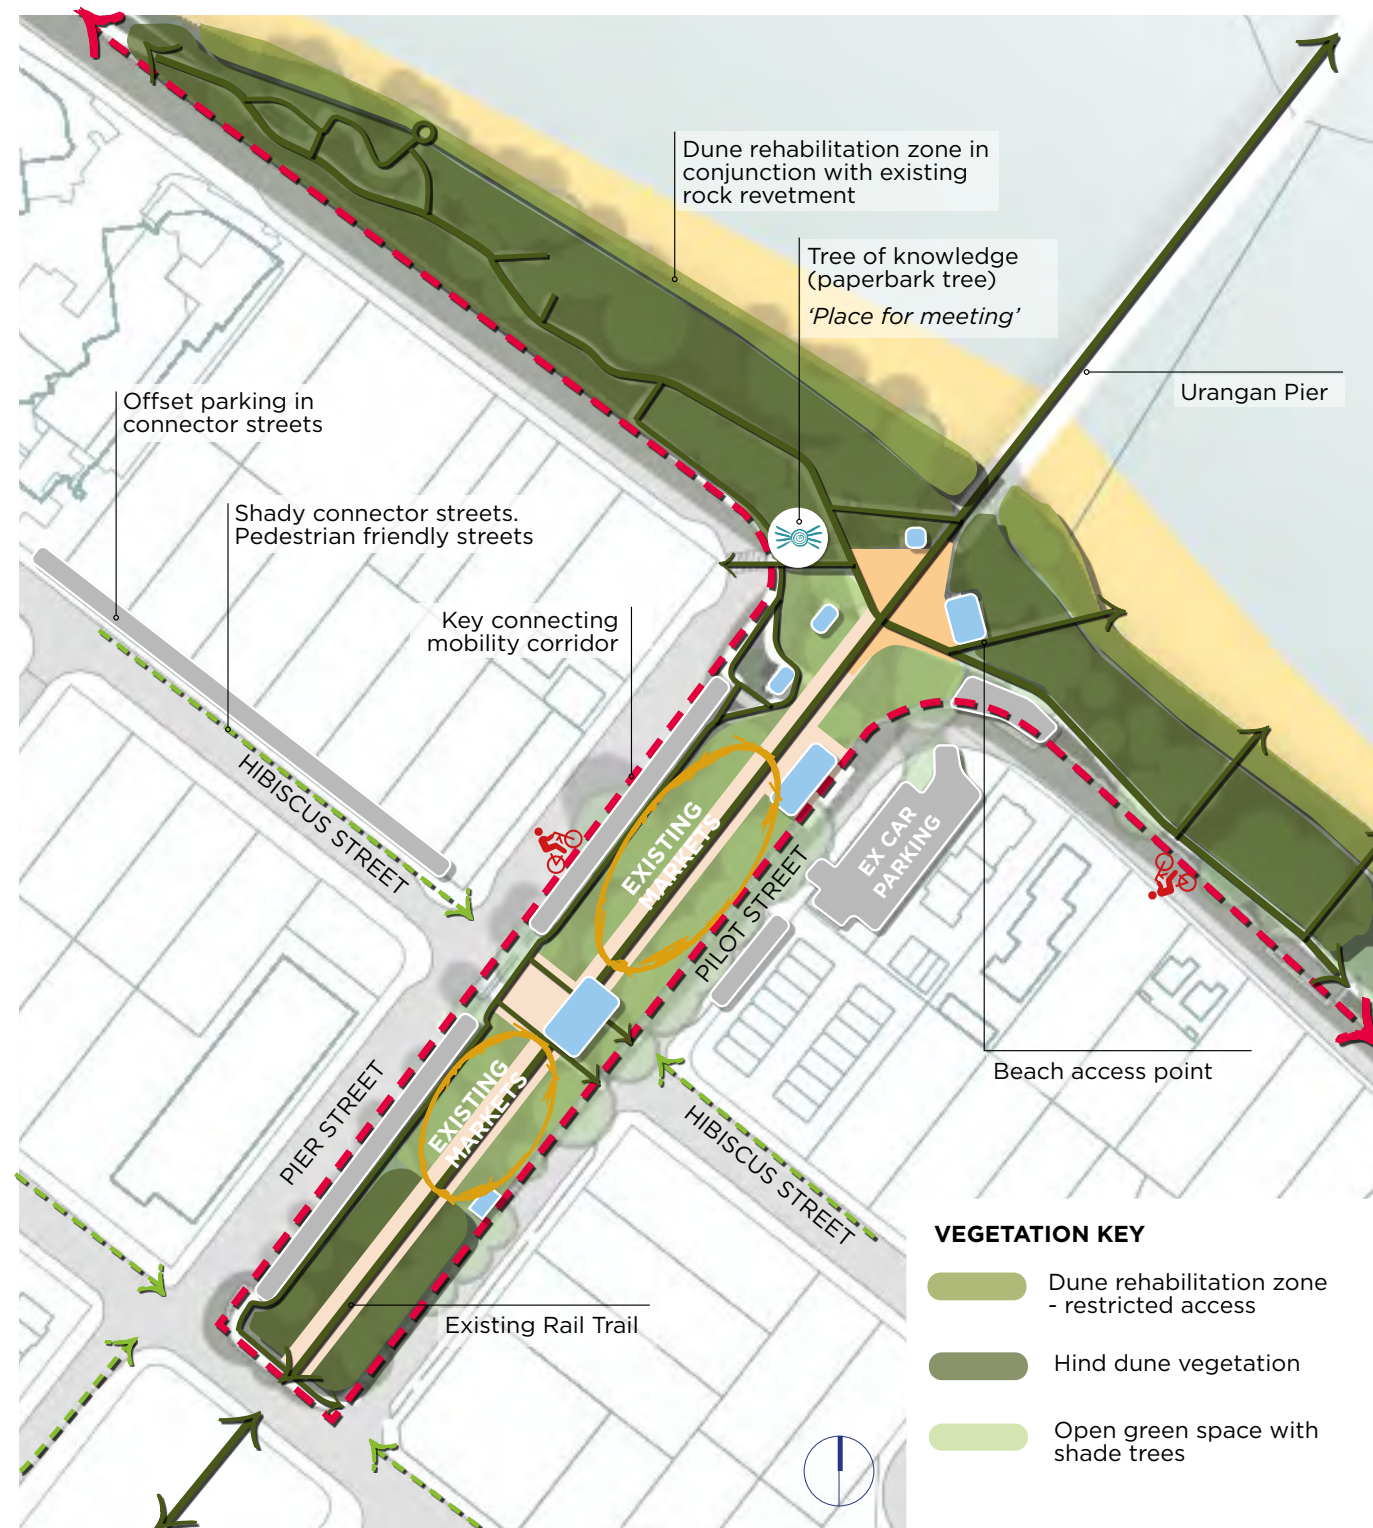 Dune rehabilitation zone in
conjunction with existing
rock revetment
Tree of knowledge
(paperbark tree)
‘Place for meeting’
Urangan Pier
Offset parking in
connector streets
Shady connector streets.
Pedestrian friendly streets
Key connecting
mobility corridor
HIBISCUS STREET
EXISTING
MARKETS
EX CAR
PARKING
PILOT STREET
EXISTING
MARKETS
PIER STREET
Beach access point
HIBISCUS STREET
Existing Rail Trail
VEGETATION KEY
Dune rehabilitation zone
- restricted access
Hind dune vegetation
Open green space with
shade trees